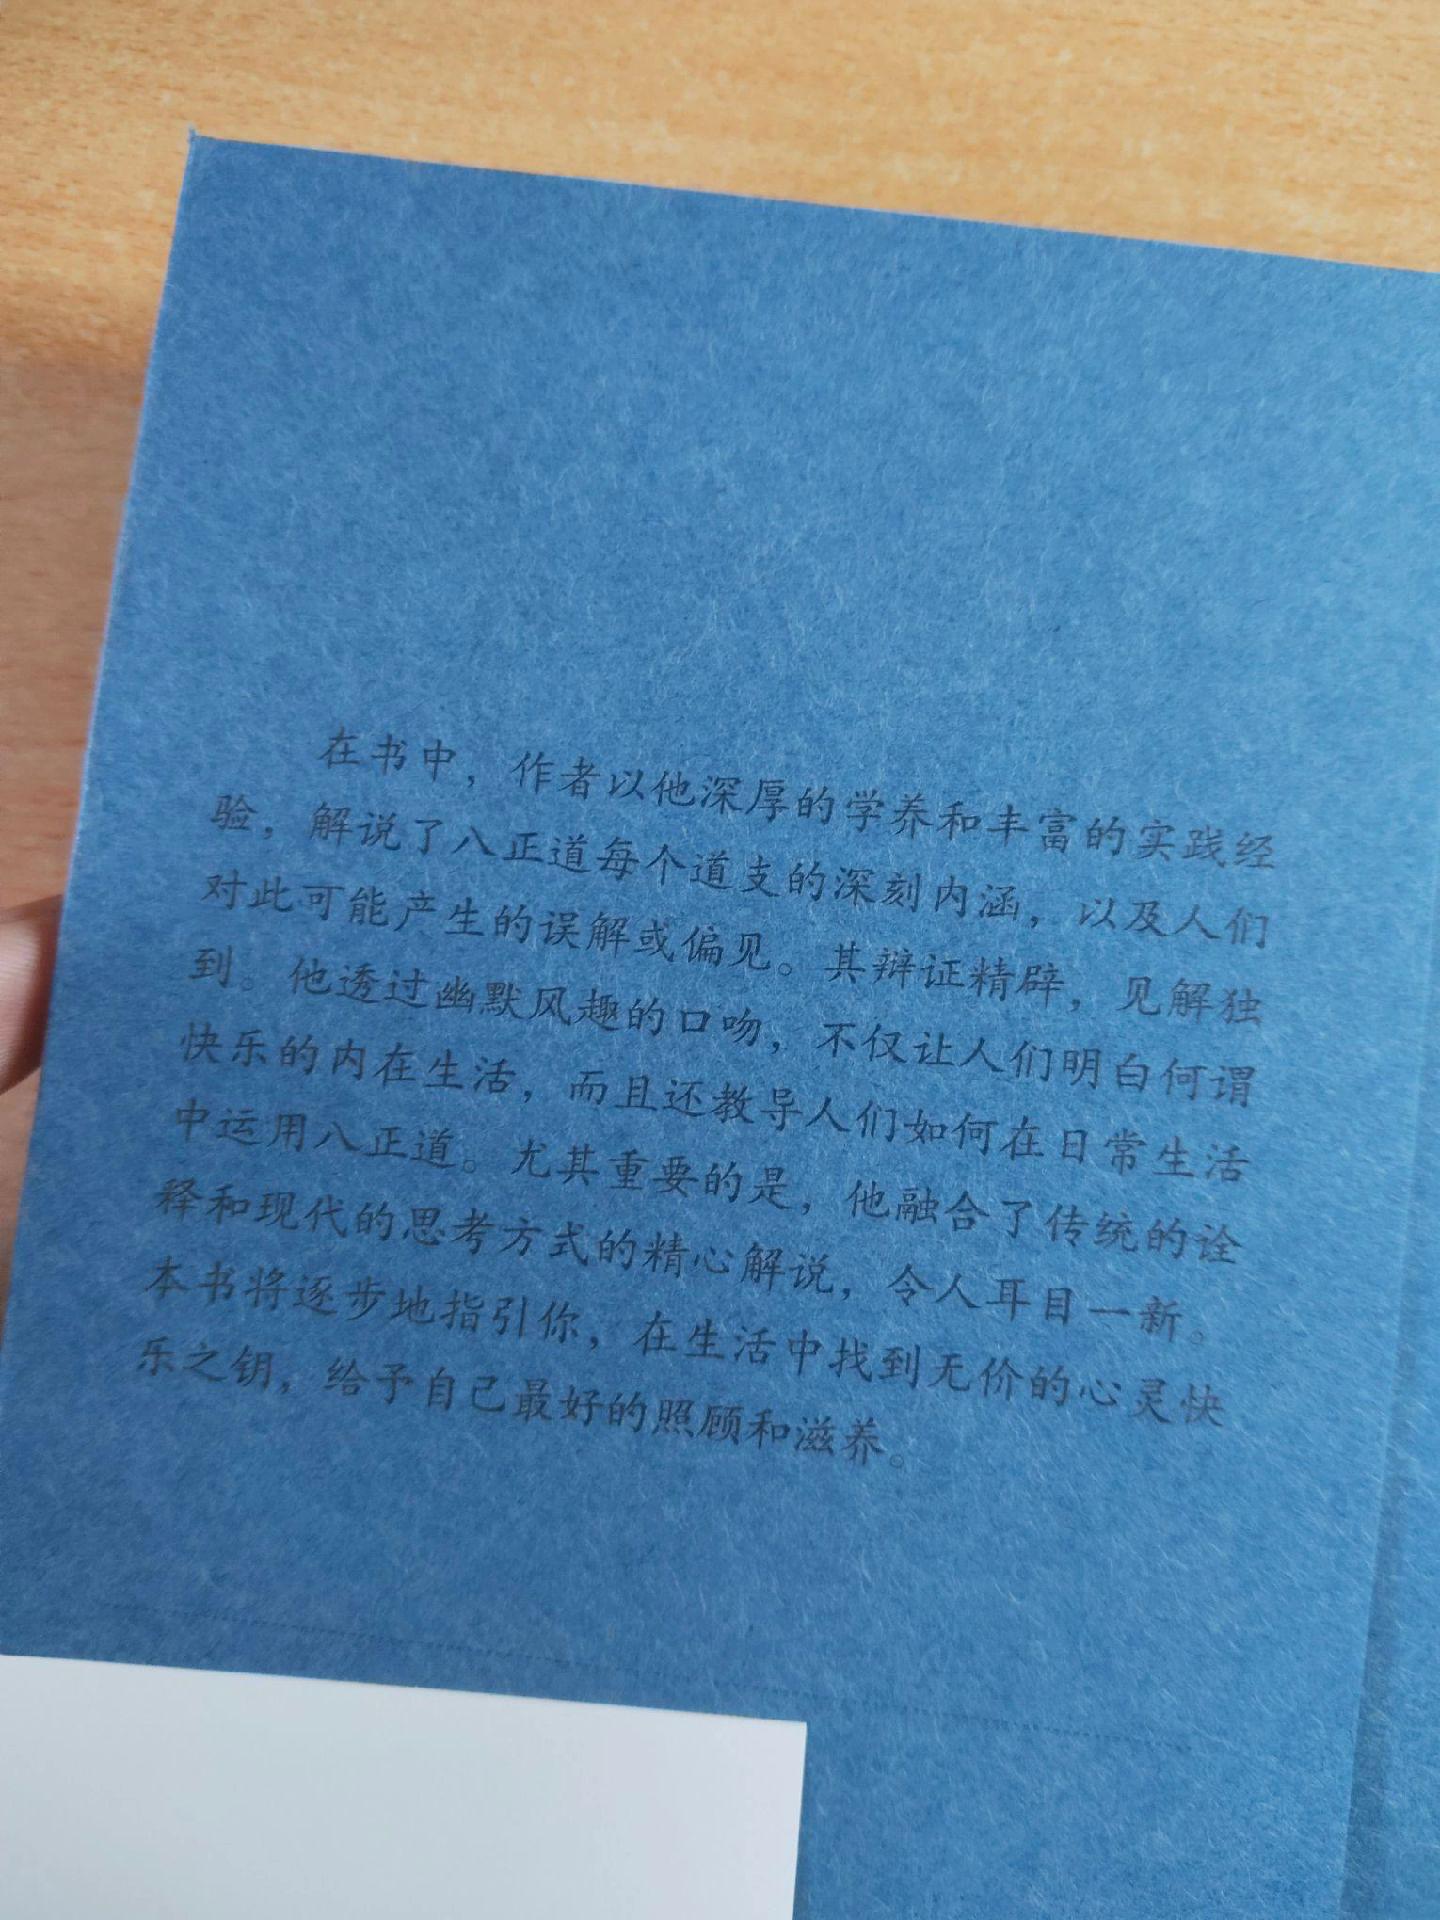 在书中，作者以他深厚的学养和丰富的实践经
验，解说了八正道每个道支的深刻内涵，以及人们
对此可能产生的误解或偏见。其辩证精辟，见解独
到。他透过幽默风趣的口吻，不仅让人们明白何谓
快乐的内在生活，而且还教导人们如何在日常生活
中运用八正道。尤其重要的是，他融合了传统的诠
释和现代的思考方式的精心解说，令人耳目一新。
本书将逐步地指引你，在生活中找到无价的心灵快
乐之钥，给予自己最好的照顾和滋养。